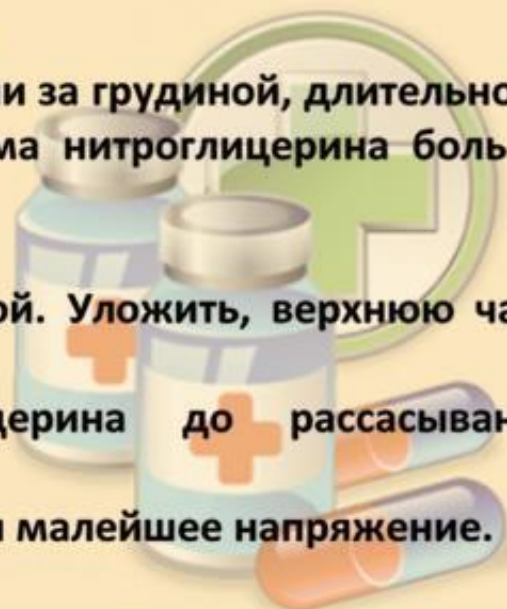 и за грудиной, длительно
ма нитроглицерина боль
ой. Уложить, верхнюю ча
церина до рассасыван
малейшее напряжение.